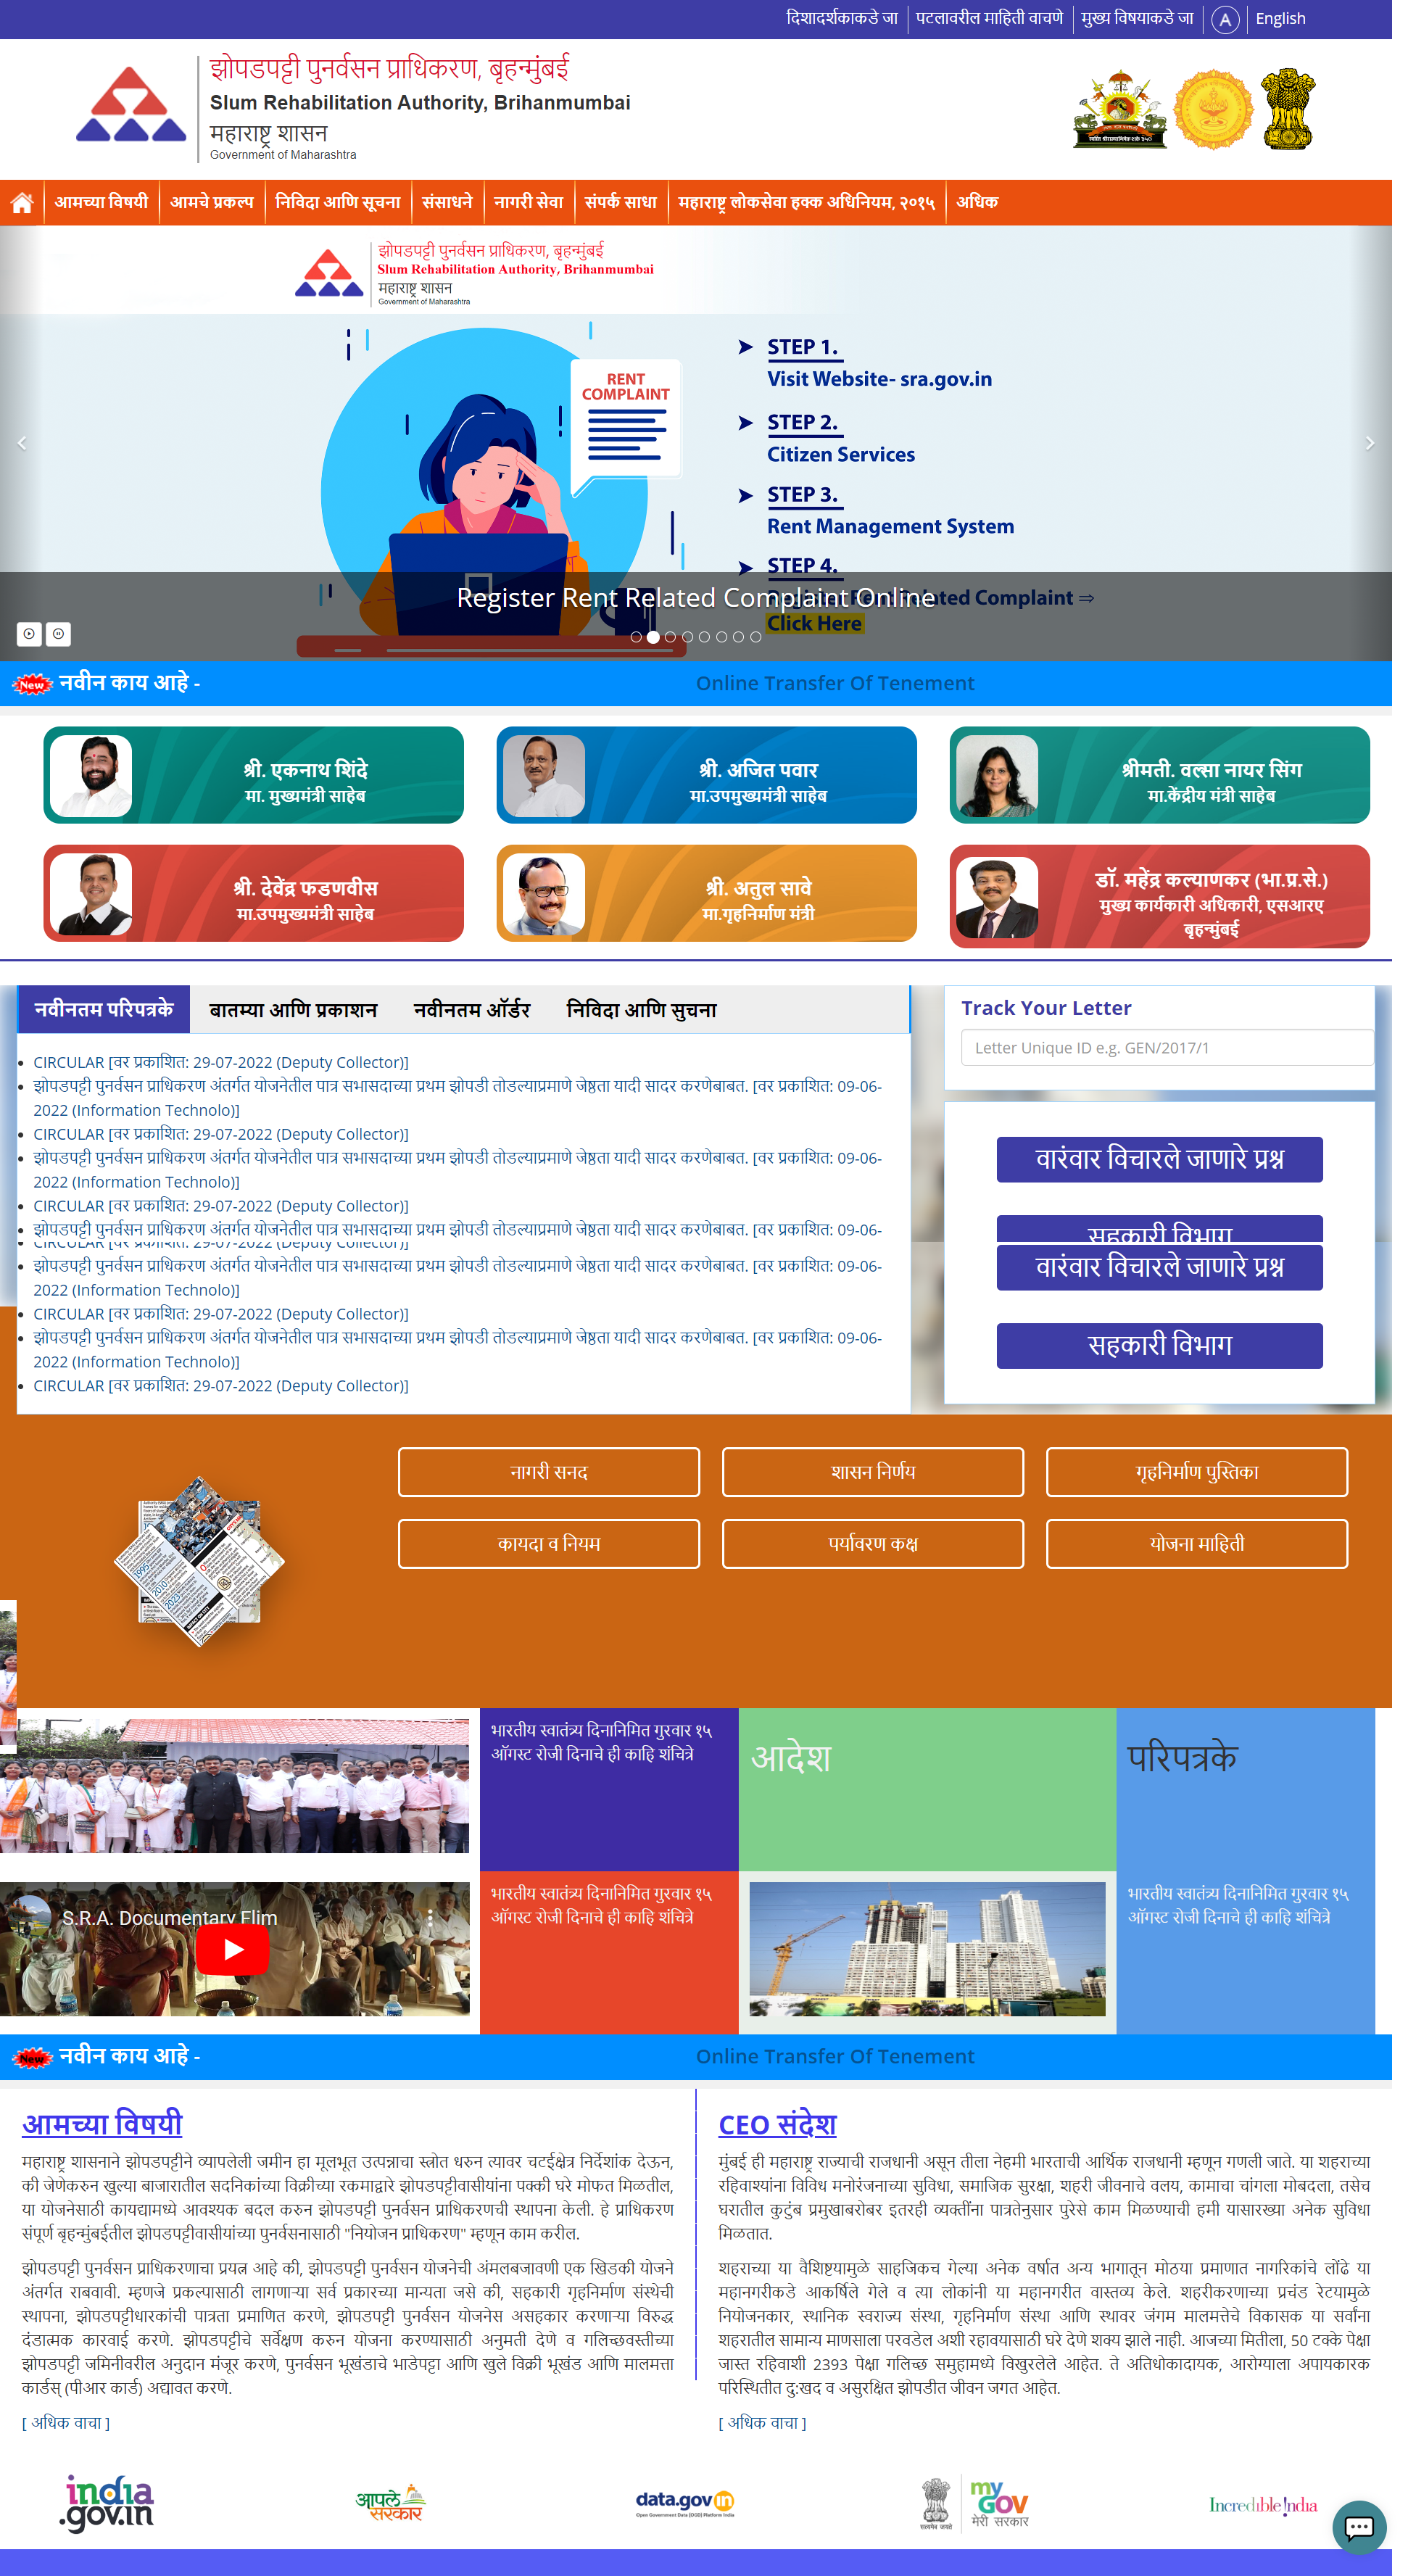 दिशादर्शकाकडे जा
पटलावरील माहिती वाचणे
मुख्य विषयाकडे जा
A
English
झोपडपट्टी पुनर्वसन प्राधिकरण, बृहन्मुंबई
Slum Rehabilitation Authority, Brihanmumbai
महाराष्ट्र शासन
Government of Maharashtra
आमच्या विषयी
आमचे प्रकल्प
निविदा आणि सूचना
संसाधने
नागरी सेवा
संपर्क साधा
महाराष्ट्र लोकसेवा हक्क अधिनियम, २०१५
अधिक
झोपडपट्टी पुनर्वसन प्राधिकरण, बृहन्मुंबई
Slum Rehabilitation Authority, Brihanmumbai
महाराष्ट्र शासन
Government of Maharashtra
RENT
COMPLAINT
STEP 1.
Visit Website- sra.gov.in
STEP 2.
Citizen Services
STEP 3.
Rent Management System
STEP 4.
Register Rent Related Complaint ⇒
Click Here
Register Rent Related Complaint Online
New नवीन काय आहे -
Online Transfer Of Tenement
श्री. एकनाथ शिंदे
मा. मुख्यमंत्री साहेब
श्री. अजित पवार
मा.उपमुख्यमंत्री साहेब
श्रीमती. वल्सा नायर सिंग
मा.केंद्रीय मंत्री साहेब
श्री. देवेंद्र फडणवीस
मा.उपमुख्यमंत्री साहेब
श्री. अतुल सावे
मा.गृहनिर्माण मंत्री
डॉ. महेंद्र कल्याणकर (भा.प्र.से.)
मुख्य कार्यकारी अधिकारी, एसआरए
बृहन्मुंबई
नवीनतम परिपत्रके
बातम्या आणि प्रकाशन
नवीनतम ऑर्डर
निविदा आणि सुचना
CIRCULAR [वर प्रकाशित: 29-07-2022 (Deputy Collector)]
झोपडपट्टी पुनर्वसन प्राधिकरण अंतर्गत योजनेतील पात्र सभासदाच्या प्रथम झोपडी तोडल्याप्रमाणे जेष्ठता यादी सादर करणेबाबत. [वर प्रकाशित: 09-06-
2022 (Information Technolo)]
CIRCULAR [वर प्रकाशित: 29-07-2022 (Deputy Collector)]
झोपडपट्टी पुनर्वसन प्राधिकरण अंतर्गत योजनेतील पात्र सभासदाच्या प्रथम झोपडी तोडल्याप्रमाणे जेष्ठता यादी सादर करणेबाबत. [वर प्रकाशित: 09-06-
2022 (Information Technolo)]
CIRCULAR [वर प्रकाशित: 29-07-2022 (Deputy Collector)]
झोपडपट्टी पुनर्वसन प्राधिकरण अंतर्गत योजनेतील पात्र सभासदाच्या प्रथम झोपडी तोडल्याप्रमाणे जेष्ठता यादी सादर करणेबाबत. [वर प्रकाशित: 09-06-
CIRCULAR [वर प्रकाशित: 29-07-2022 (Deputy Collector)]
झोपडपट्टी पुनर्वसन प्राधिकरण अंतर्गत योजनेतील पात्र सभासदाच्या प्रथम झोपडी तोडल्याप्रमाणे जेष्ठता यादी सादर करणेबाबत. [वर प्रकाशित: 09-06-
2022 (Information Technolo)]
CIRCULAR [वर प्रकाशित: 29-07-2022 (Deputy Collector)]
झोपडपट्टी पुनर्वसन प्राधिकरण अंतर्गत योजनेतील पात्र सभासदाच्या प्रथम झोपडी तोडल्याप्रमाणे जेष्ठता यादी सादर करणेबाबत. [वर प्रकाशित: 09-06-
2022 (Information Technolo)]
CIRCULAR [वर प्रकाशित: 29-07-2022 (Deputy Collector)]
Track Your Letter
Letter Unique ID e.g. GEN/2017/1
वारंवार विचारले जाणारे प्रश्न
सहकारी विभाग
वारंवार विचारले जाणारे प्रश्न
सहकारी विभाग
1995
2010
2023
नागरी सनद
शासन निर्णय
गृहनिर्माण पुस्तिका
कायदा व नियम
पर्यावरण कक्ष
योजना माहिती
भारतीय स्वातंत्र्य दिनानिमित गुरवार १५
ऑगस्ट रोजी दिनाचे ही काहि शंचित्रे
आदेश
परिपत्रके
S.R.A. Documentary Flim
भारतीय स्वातंत्र्य दिनानिमित गुरवार १५
ऑगस्ट रोजी दिनाचे ही काहि शंचित्रे
भारतीय स्वातंत्र्य दिनानिमित गुरवार १५
ऑगस्ट रोजी दिनाचे ही काहि शंचित्रे
New नवीन काय आहे -
Online Transfer Of Tenement
आमच्या विषयी
महाराष्ट्र शासनाने झोपडपट्टीने व्यापलेली जमीन हा मूलभूत उत्पन्नाचा स्त्रोत धरुन त्यावर चटईक्षेत्र निर्देशांक देऊन,
की जेणेकरुन खुल्या बाजारातील सदनिकांच्या विक्रीच्या रकमाद्वारे झोपडपट्टीवासीयांना पक्की घरे मोफत मिळतील,
या योजनेसाठी कायद्यामध्ये आवश्यक बदल करुन झोपडपट्टी पुनर्वसन प्राधिकरणची स्थापना केली. हे प्राधिकरण
संपूर्ण बृहन्मुंबईतील झोपडपट्टीवासीयांच्या पुनर्वसनासाठी "नियोजन प्राधिकरण" म्हणून काम करील.
झोपडपट्टी पुनर्वसन प्राधिकरणाचा प्रयत्न आहे की, झोपडपट्टी पुनर्वसन योजनेची अंमलबजावणी एक खिडकी योजने
अंतर्गत राबवावी. म्हणजे प्रकल्पासाठी लागणाऱ्या सर्व प्रकारच्या मान्यता जसे की, सहकारी गृहनिर्माण संस्थेची
स्थापना, झोपडपट्टीधारकांची पात्रता प्रमाणित करणे, झोपडपट्टी पुनर्वसन योजनेस असहकार करणाऱ्या विरुद्ध
दंडात्मक कारवाई करणे. झोपडपट्टीचे सर्वेक्षण करुन योजना करण्यासाठी अनुमती देणे व गलिच्छवस्तीच्या
झोपडपट्टी जमिनीवरील अनुदान मंजूर करणे, पुनर्वसन भूखंडाचे भाडेपट्टा आणि खुले विक्री भूखंड आणि मालमत्ता
कार्डस् (पीआर कार्ड) अद्यावत करणे.
[ अधिक वाचा ]
CEO संदेश
मुंबई ही महाराष्ट्र राज्याची राजधानी असून तीला नेहमी भारताची आर्थिक राजधानी म्हणून गणली जाते. या शहराच्या
रहिवाश्यांना विविध मनोरंजनाच्या सुविधा, समाजिक सुरक्षा, शहरी जीवनाचे वलय, कामाचा चांगला मोबदला, तसेच
घरातील कुटुंब प्रमुखाबरोबर इतरही व्यक्तींना पात्रतेनुसार पुरेसे काम मिळण्याची हमी यासारख्या अनेक सुविधा
मिळतात.
शहराच्या या वैशिष्ट्यामुळे साहजिकच गेल्या अनेक वर्षात अन्य भागातून मोठया प्रमाणात नागरिकांचे लोंढे या
महानगरीकडे आकर्षिले गेले व त्या लोकांनी या महानगरीत वास्तव्य केले. शहरीकरणाच्या प्रचंड रेटयामुळे
नियोजनकार, स्थानिक स्वराज्य संस्था, गृहनिर्माण संस्था आणि स्थावर जंगम मालमत्तेचे विकासक या सर्वांना
शहरातील सामान्य माणसाला परवडेल अशी रहावयासाठी घरे देणे शक्य झाले नाही. आजच्या मितीला, 50 टक्के पेक्षा
जास्त रहिवाशी 2393 पेक्षा गलिच्छ समुहामध्ये विखुरलेले आहेत. ते अतिधोकादायक, आरोग्याला अपायकारक
परिस्थितीत दु:खद व असुरक्षित झोपडीत जीवन जगत आहेत.
[ अधिक वाचा ]
india
.gov.in
आपले
सरकार
data.gov in
Open Government Data (OGD) Platform India
सत्यमेव जयते
my
GOV
मेरी सरकार
Incredible !ndia